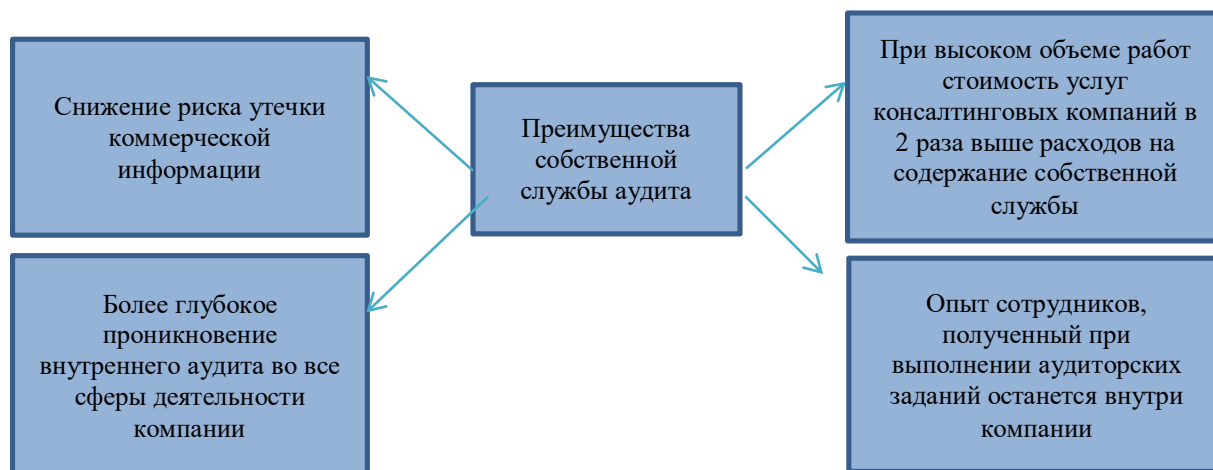 Снижение риска утечки
коммерческой
информации
Преимущества
собственной
службы аудита
При высоком объеме работ
стоимость услуг
консалтинговых компаний в
2 раза выше расходов на
содержание собственной
службы
Более глубокое
проникновение
внутреннего аудита во все
сферы деятельности
компании
Опыт сотрудников,
полученный при
выполнении аудиторских
заданий останется внутри
компании